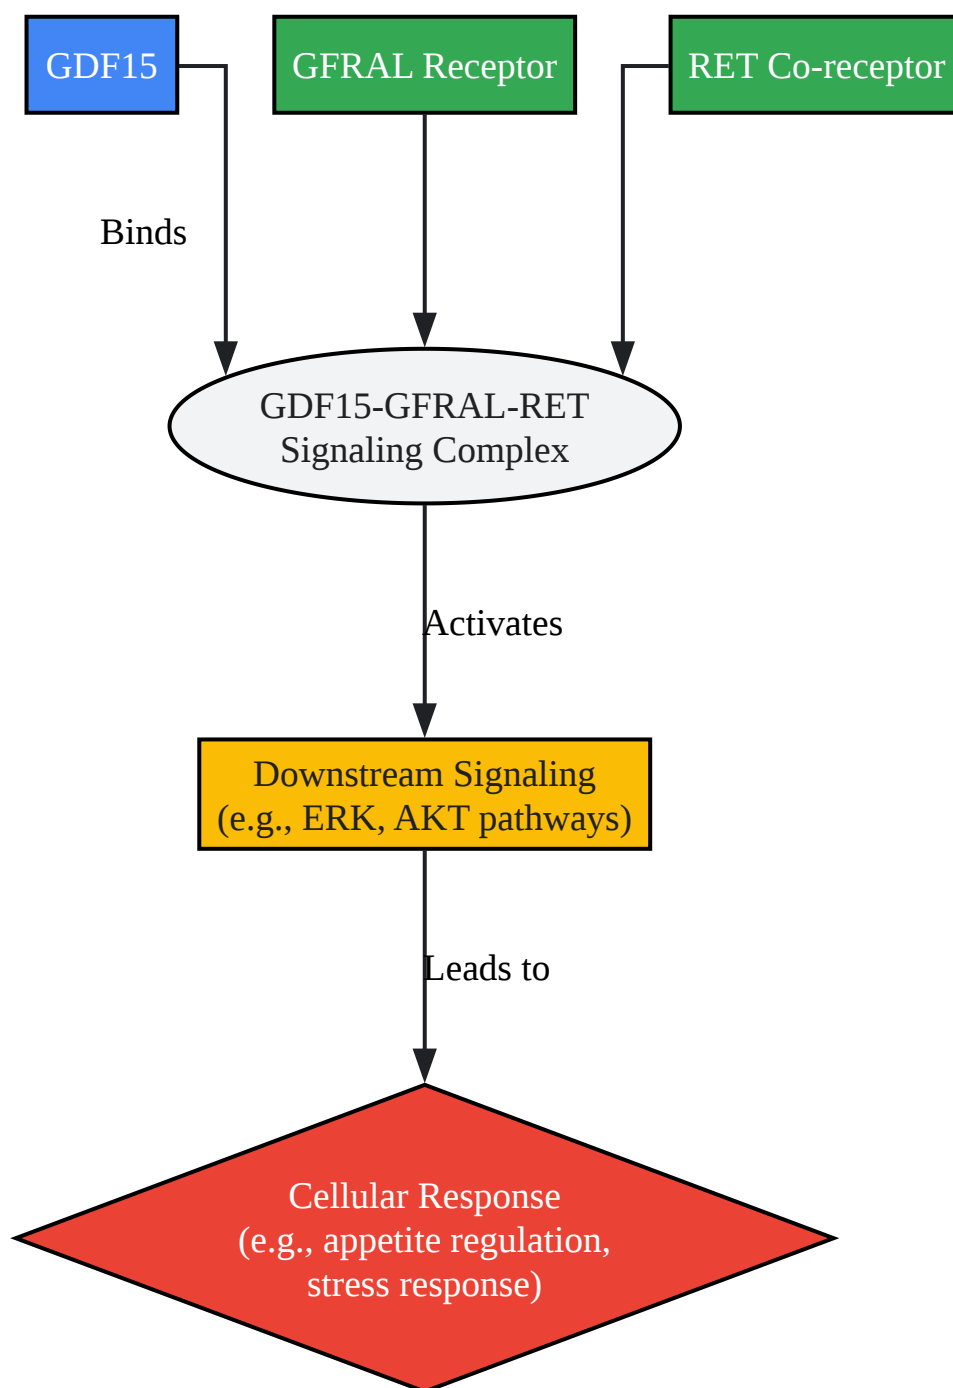 GDF15
GFRAL Receptor
RET Co-receptor
Binds
GDF15-GFRAL-RET
Signaling Complex
Activates
Downstream Signaling
(e.g., ERK, AKT pathways)
Leads to
Cellular Response
(e.g., appetite regulation,
stress response)